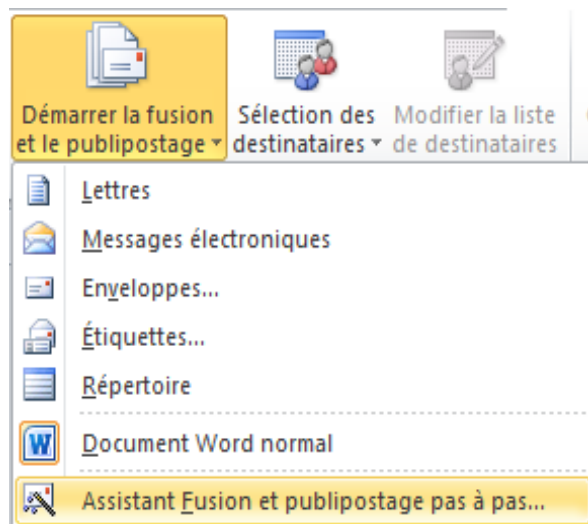 Démarrer la fusion Sélection des Modifier la liste
et le publipostage destinataires de destinataires
Lettres
Messages électroniques
Enveloppes...
Étiquettes...
Répertoire
Document Word normal
Assistant Fusion et publipostage pas à pas...